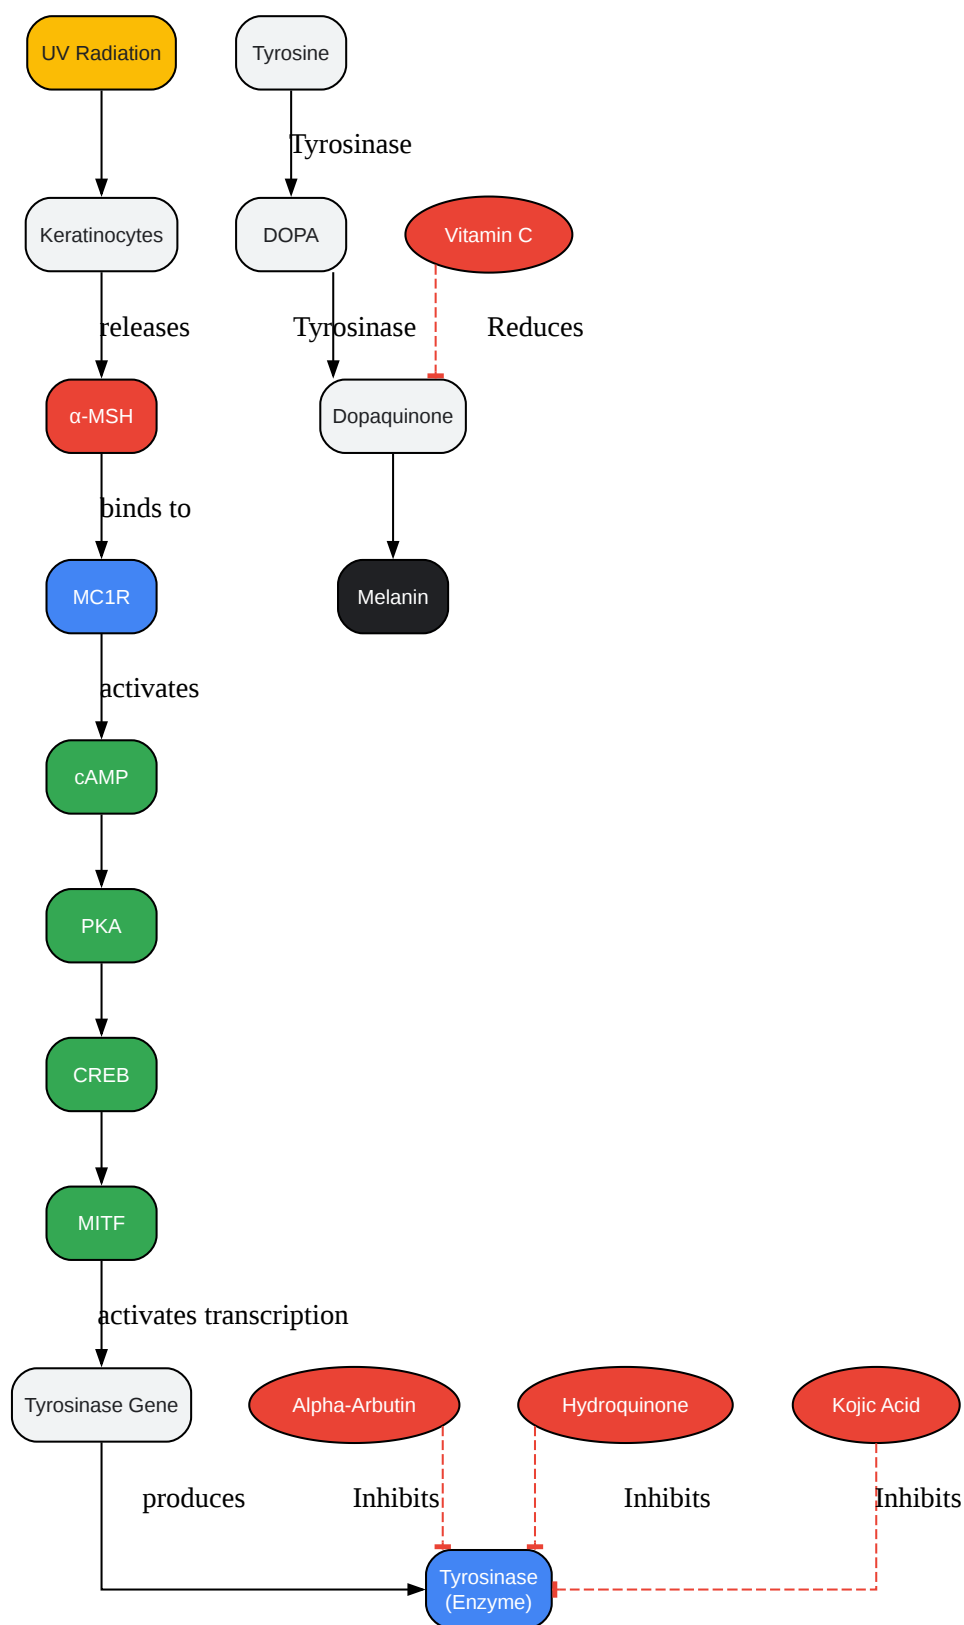 UV Radiation
Tyrosine
Tyrosinase
Keratinocytes
DOPA
Vitamin C
releases
Tyrosinase
Reduces
α-MSH
Dopaquinone
binds to
MC1R
Melanin
activates
cAMP
PKA
CREB
MITF
activates transcription
Tyrosinase Gene
Alpha-Arbutin
Hydroquinone
Kojic Acid
produces
Inhibits
Inhibits
Inhibits
Tyrosinase
(Enzyme)